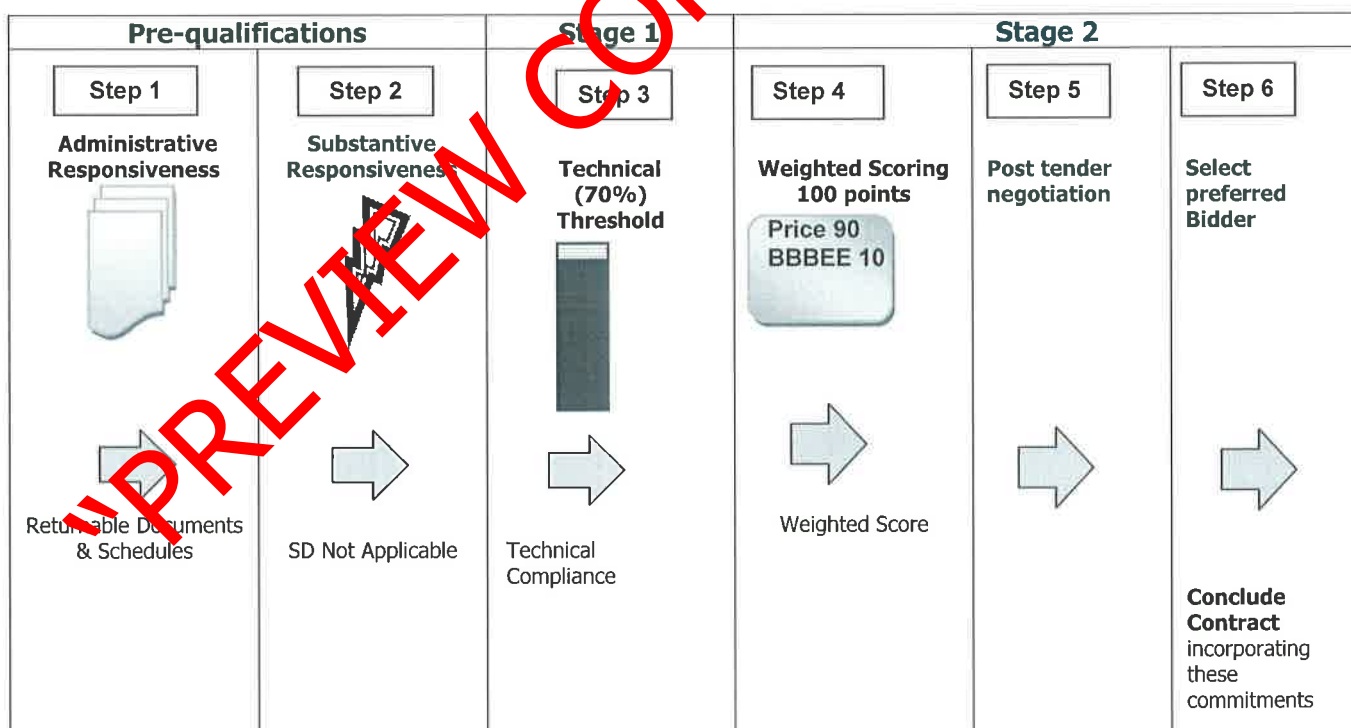 Pre-qualifications
Stage 1
Stage 2
Step 1
Administrative
Responsiveness
Returnable Documents
& Schedules
Step 2
Substantive
Responsiveness
SD Not Applicable
Step 3
Technical
(70%)
Threshold
Technical
Compliance
Step 4
Weighted Scoring
100 points
Price 90
BBBEE 10
Weighted Score
Step 5
Post tender
negotiation
Step 6
Select
preferred
Bidder
Conclude
Contract
incorporating
these
commitments
“PREVIEW